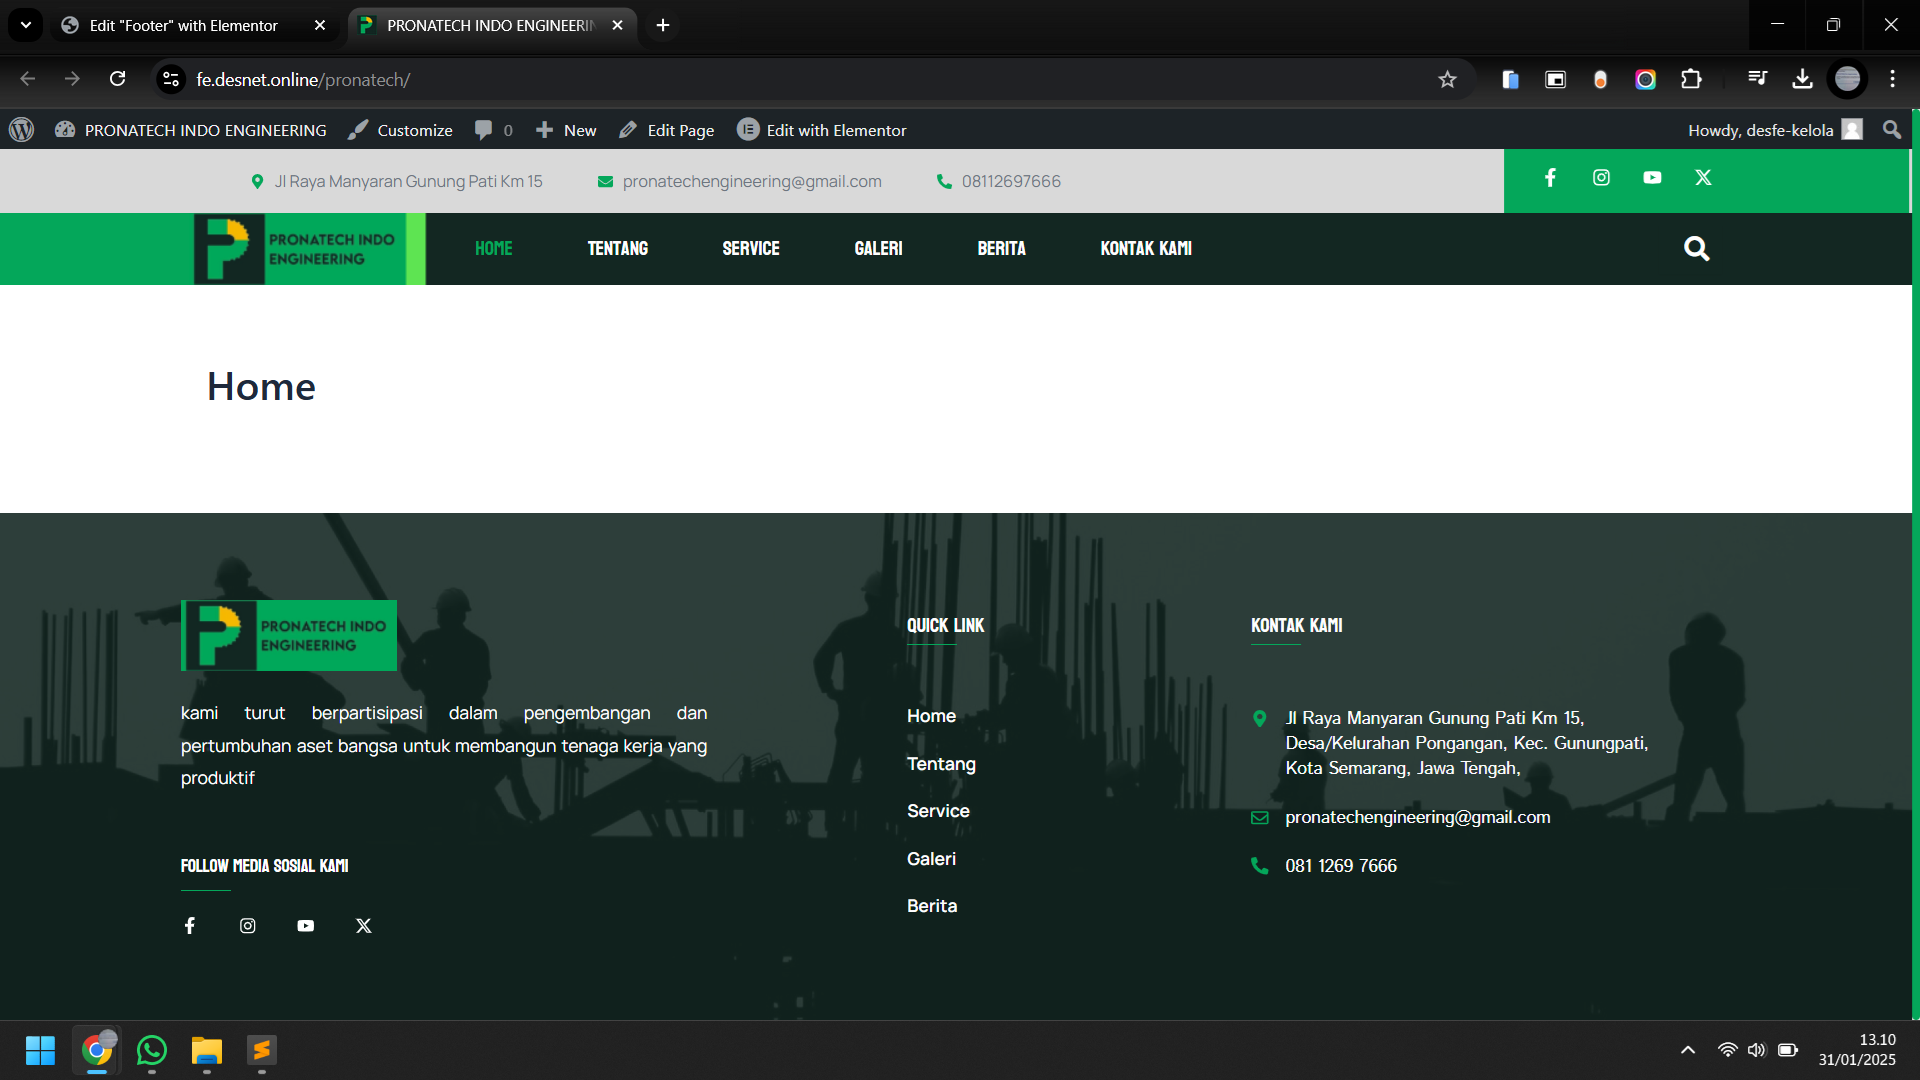 Edit "Footer" with Elementor
PRONATECH INDO ENGINEERIN
fe.desnet.online/pronatech/
PRONATECH INDO ENGINEERING
Customize
0
New
Edit Page
Edit with Elementor
Howdy, desfe-kelola
Jl Raya Manyaran Gunung Pati Km 15
pronatechengineering@gmail.com
08112697666
PRONATECH INDO
ENGINEERING
HOME
TENTANG
SERVICE
GALERI
BERITA
KONTAK KAMI
Home
PRONATECH INDO
ENGINEERING
kami turut berpartisipasi dalam pengembangan dan
pertumbuhan aset bangsa untuk membangun tenaga kerja yang
produktif
FOLLOW MEDIA SOSIAL KAMI
QUICK LINK
Home
Tentang
Service
Galeri
Berita
KONTAK KAMI
Jl Raya Manyaran Gunung Pati Km 15,
Desa/Kelurahan Pongangan, Kec. Gunungpati,
Kota Semarang, Jawa Tengah,
pronatechengineering@gmail.com
081 1269 7666
13.10
31/01/2025